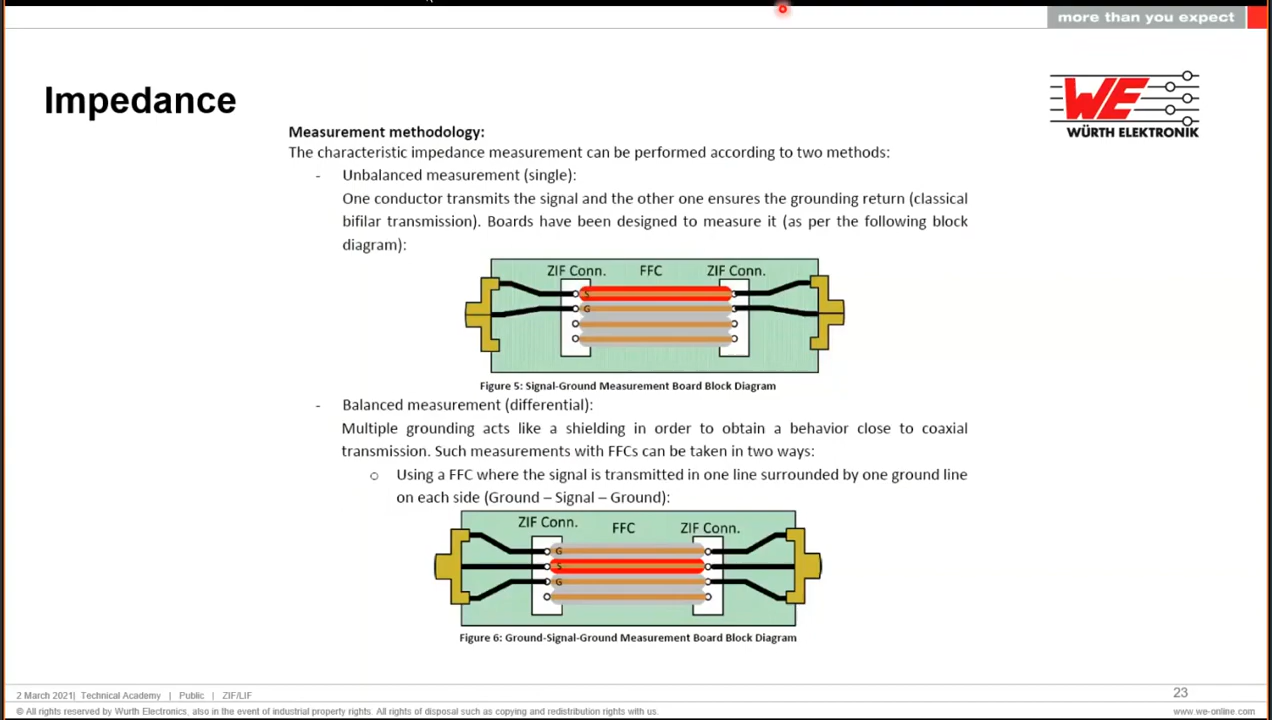 more than you expect
Impedance
WE
WÜRTH ELEKTRONIK
Measurement methodology:
The characteristic impedance measurement can be performed according to two methods:
- Unbalanced measurement (single):
One conductor transmits the signal and the other one ensures the grounding return (classical
bifilar transmission). Boards have been designed to measure it (as per the following block
diagram):
ZIF Conn. FFC ZIF Conn.
S
G
Figure 5: Signal-Ground Measurement Board Block Diagram
- Balanced measurement (differential):
Multiple grounding acts like a shielding in order to obtain a behavior close to coaxial
transmission. Such measurements with FFCs can be taken in two ways:
o Using a FFC where the signal is transmitted in one line surrounded by one ground line
on each side (Ground – Signal – Ground):
ZIF Conn. FFC ZIF Conn.
G
S
G
Figure 6: Ground-Signal-Ground Measurement Board Block Diagram
2 March 2021| Technical Academy | Public | ZIF/LIF
23
© All rights reserved by Wurth Electronics, also in the event of industrial property rights. All rights of disposal such as copying and redistribution rights with us.
www.we-online.com